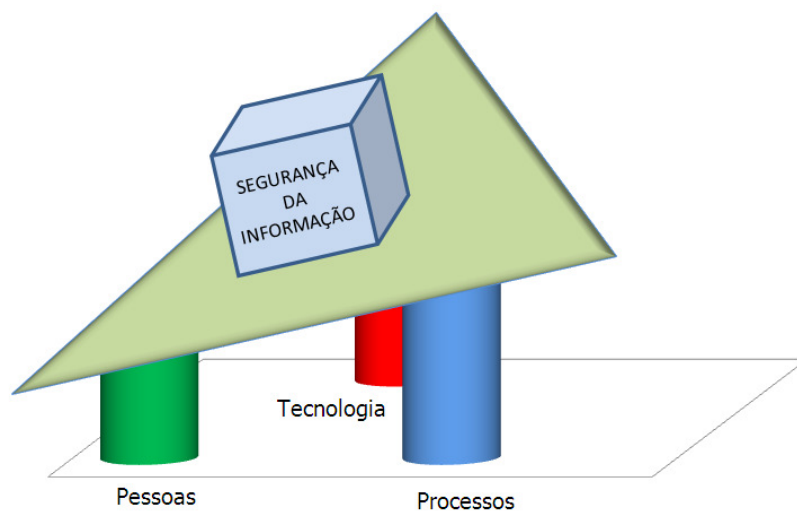 SEGURANÇA
DA
INFORMAÇÃO
Tecnologia
Pessoas
Processos